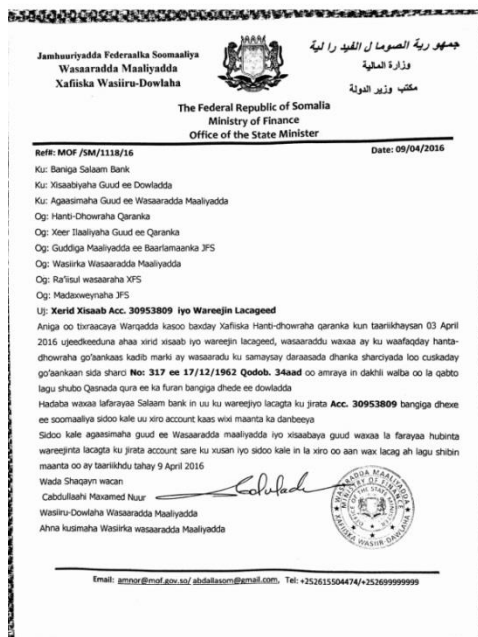 Jamhuuriyadda Federaalka Soomaaliya
Wasaaradda Maaliyadda
Xafiiska Wasiiru-Dowlaha
جمهورية الصومال الفيدرالية
وزارة المالية
مكتب وزير الدولة
The Federal Republic of Somalia
Ministry of Finance
Office of the State Minister
Ref#: MOF /SM/1118/16
Date: 09/04/2016
Ku: Baniga Salaam Bank
Ku: Xisaabiyaha Guud ee Dowladda
Ku: Agaasimaha Guud ee Wasaaradda Maaliyadda
Og: Hanti-Dhowraha Qaranka
Og: Xeer Ilaaliyaha Guud ee Qaranka
Og: Guddiga Maaliyadda ee Baarlamaanka JFS
Og: Wasiirka Wasaaradda Maaliyadda
Og: Ra'iisul wasaaraha XFS
Og: Madaxweynaha JFS
Uj: Xerid Xisaab Acc. 30953809 iyo Wareejin Lacageed
Aniga oo tixraacaya Warqadda kasoo baxday Xafiiska Hanti-dhowraha qaranka kun taariikhaysan 03 April
2016 ujeedkeeduna ahaa xirid xisaab iyo wareejin lacageed, wasaaraddu waxaa ay ku waafaqday hanta-
dhowraha go'aankaas kadib marki ay wasaaradu ku samaysay daraasada dhanka sharciyada loo cuskaday
go'aankaan sida sharci No: 317 ee 17/12/1962 Qodob. 34aad oo amraya in dakhli walba oo la qabto
lagu shubo Qasnada qura ee ka furan bangiga dhede ee dowladda
Hadaba waxaa lafarayaa Salaam bank in uu ku wareejiyo lacagta ku jirata Acc. 30953809 bangiga dhexe
ee soomaaliya sidoo kale uu xiro account kaas wixi maanta ka danbeeya
Sidoo kale agaasimaha guud ee Wasaaradda maaliyadda iyo xisaabaya guud waxaa la farayaa hubinta
wareejinta lacagta ku jirata account sare ku xusan iyo sidoo kale in la xiro oo aan wax lacag ah lagu shibin
maanta oo ay taariikhdu tahay 9 April 2016
Wada Shaqayn wacan
Cabdullaahi Maxamed Nuur
Wasiiru-Dowlaha Wasaaradda Maaliyadda
Ahna kusimaha Wasiirka wasaaradda Maaliyadda
WASAARADDA MAALIYADDA
MINISTRY OF FINANCE
XAFIISKA WASIIR-DOWLAHA
Email: amnor@mof.gov.so/ abdallasom@gmail.com, Tel: +252615504474/+252699999999